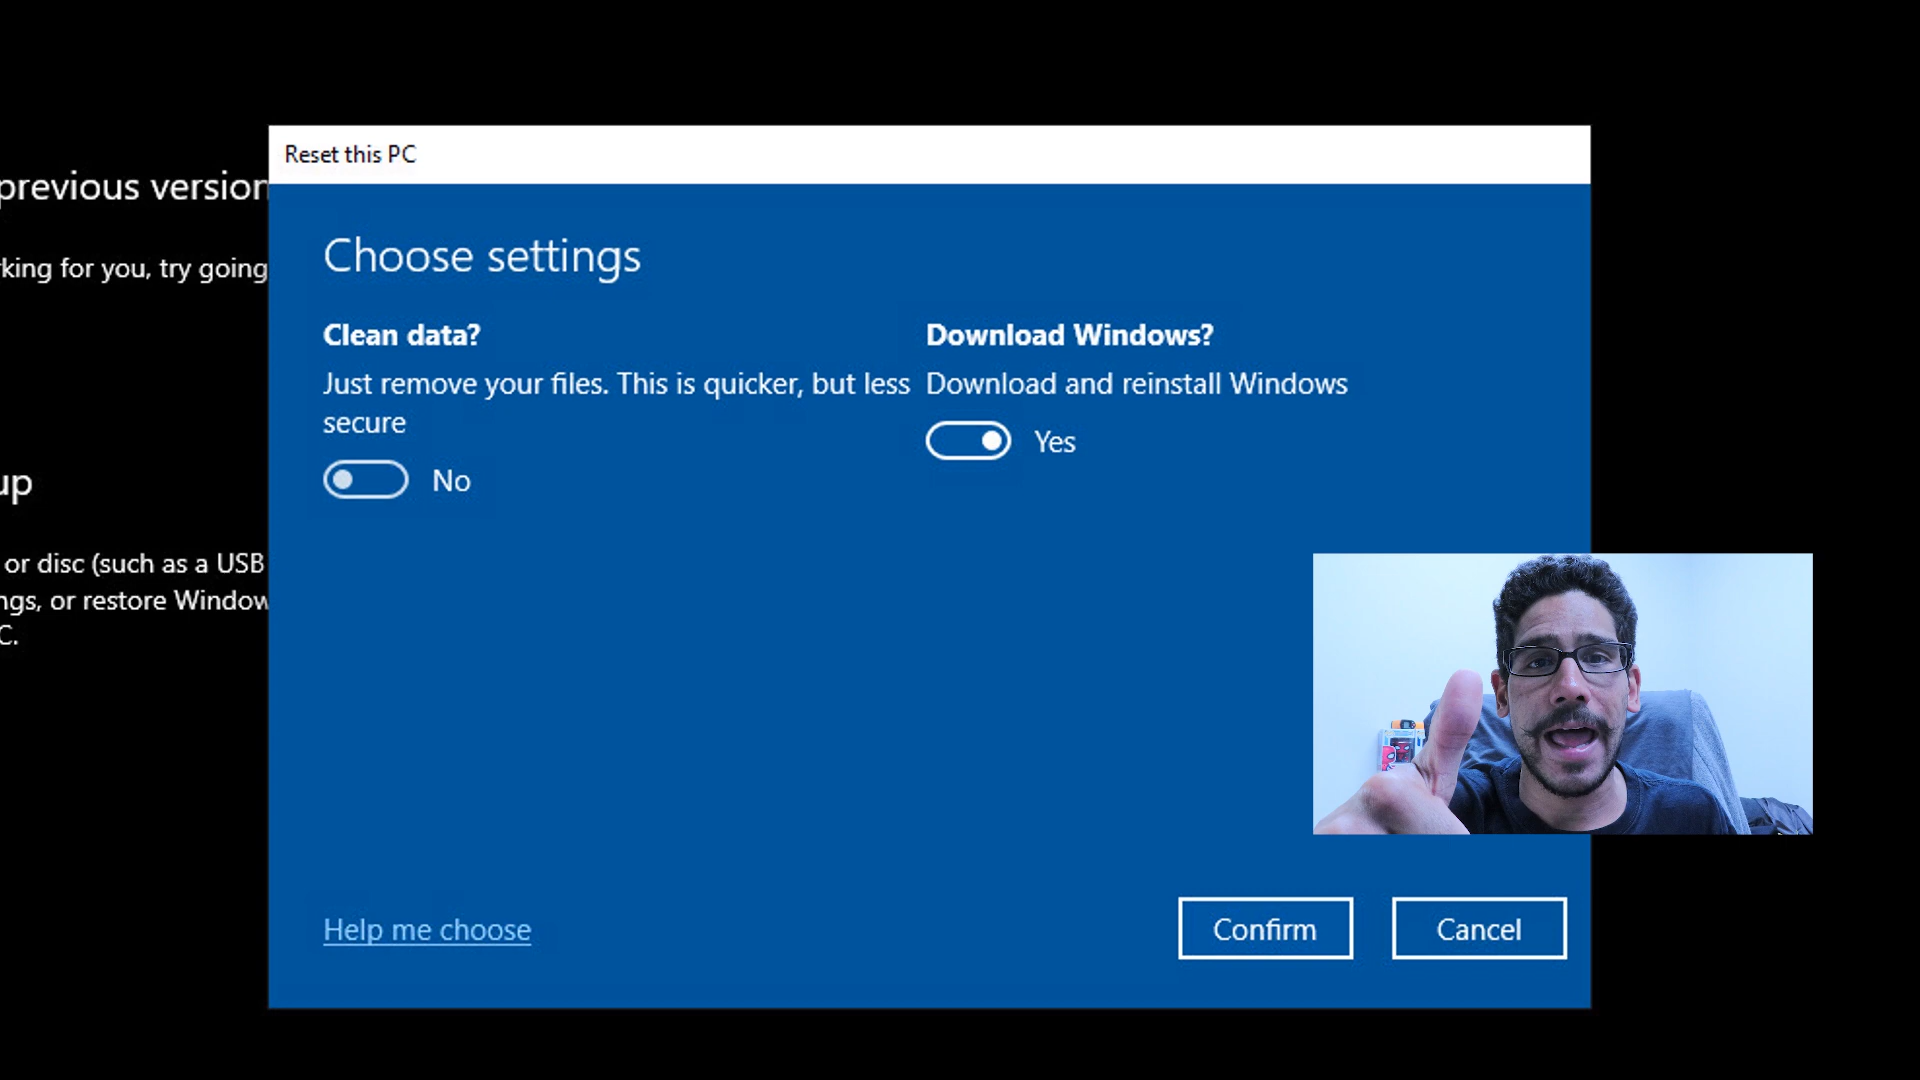 Reset this PC
previous version
Choose settings
king for you, try going
Clean data?
Just remove your files. This is quicker, but less
secure
No
Download Windows?
Download and reinstall Windows
Yes
up
or disc (such as a USB
ngs, or restore Window
C.
Help me choose
Confirm
Cancel